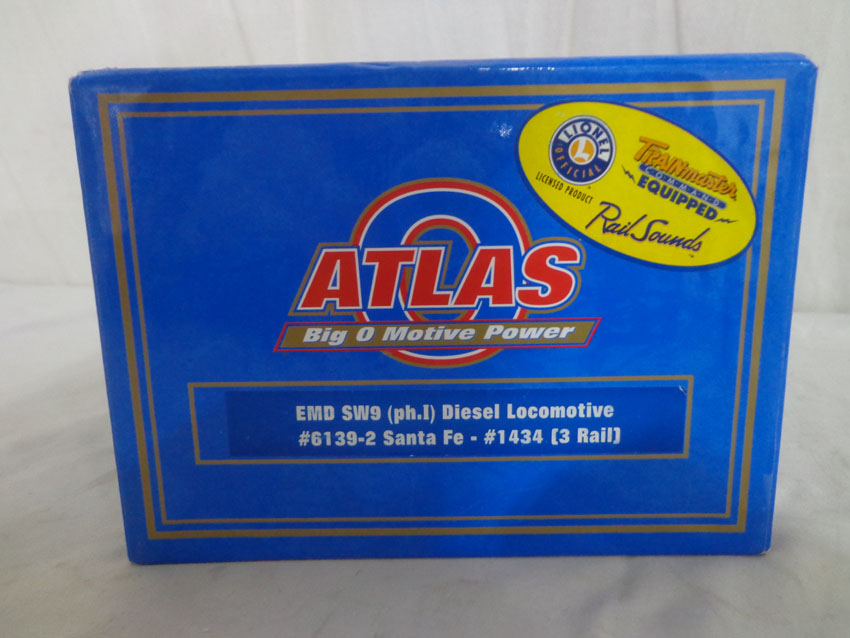 LIONEL
OFFICIAL
L
LICENSED PRODUCT
TRAINmaster
COMMAND
EQUIPPED
RailSounds
ATLAS
O
Big O Motive Power
EMD SW9 (ph.I) Diesel Locomotive
#6139-2 Santa Fe - #1434 (3 Rail)